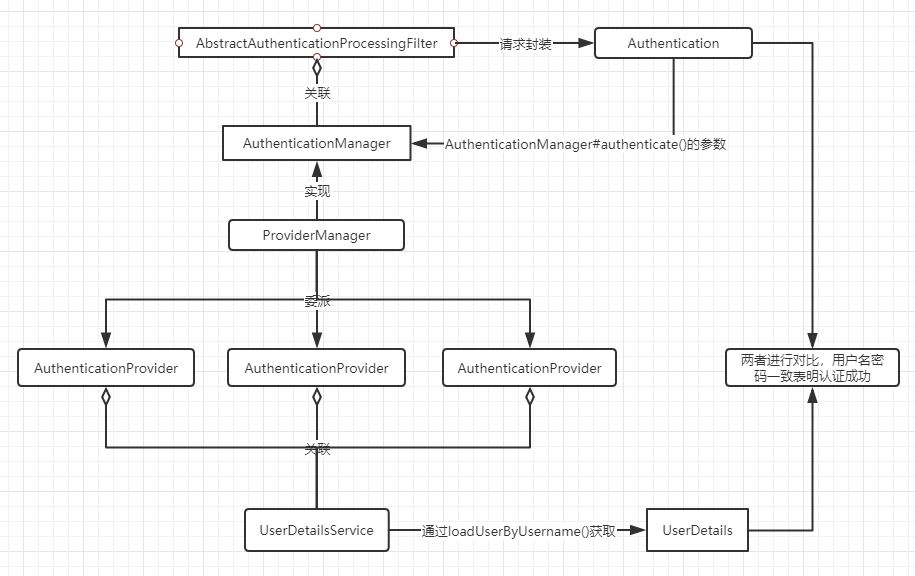 AbstractAuthenticationProcessingFilter
请求封装
Authentication
关联
AuthenticationManager
AuthenticationManager#authenticate()的参数
实现
ProviderManager
委派
AuthenticationProvider
AuthenticationProvider
AuthenticationProvider
两者进行对比，用户名密
码一致表明认证成功
关联
UserDetailsService
通过loadUserByUsername()获取
UserDetails